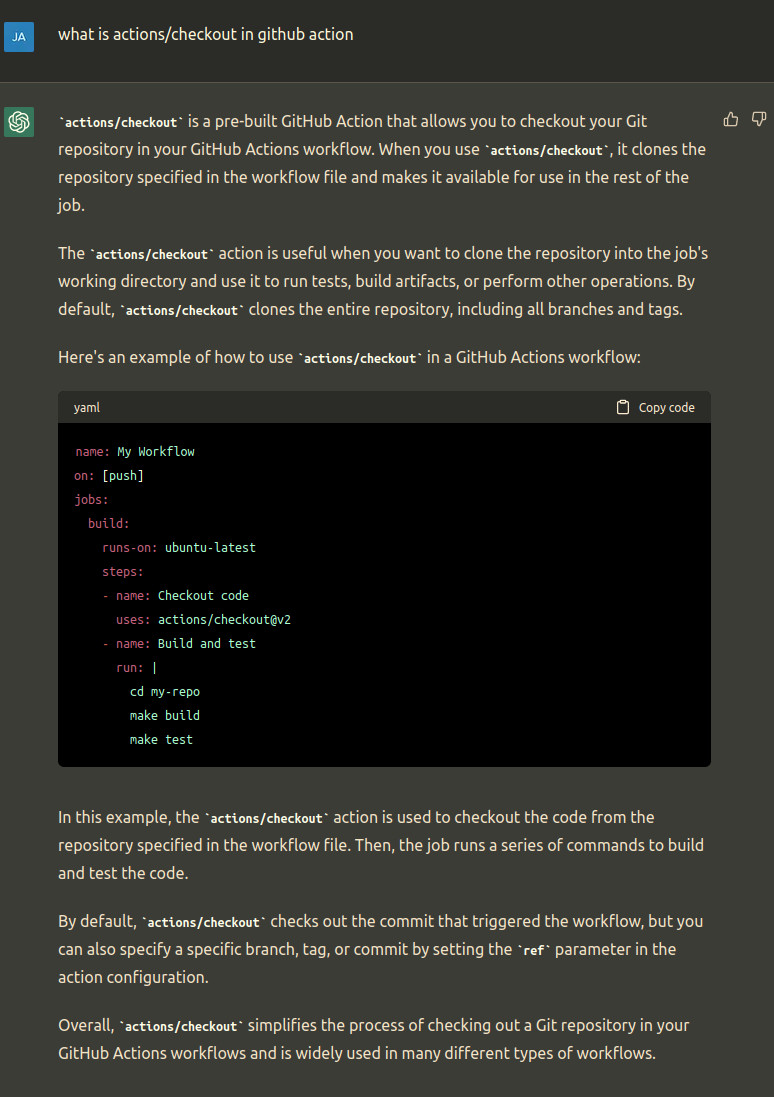 JA
what is actions/checkout in github action
`actions/checkout` is a pre-built GitHub Action that allows you to checkout your Git
repository in your GitHub Actions workflow. When you use `actions/checkout`, it clones the
repository specified in the workflow file and makes it available for use in the rest of the
job.
The `actions/checkout` action is useful when you want to clone the repository into the job's
working directory and use it to run tests, build artifacts, or perform other operations. By
default, `actions/checkout` clones the entire repository, including all branches and tags.
Here's an example of how to use `actions/checkout` in a GitHub Actions workflow:
yaml Copy code
name: My Workflow
on: [push]
jobs:
  build:
    runs-on: ubuntu-latest
    steps:
    - name: Checkout code
      uses: actions/checkout@v2
    - name: Build and test
      run: |
        cd my-repo
        make build
        make test
In this example, the `actions/checkout` action is used to checkout the code from the
repository specified in the workflow file. Then, the job runs a series of commands to build
and test the code.
By default, `actions/checkout` checks out the commit that triggered the workflow, but you
can also specify a specific branch, tag, or commit by setting the `ref` parameter in the
action configuration.
Overall, `actions/checkout` simplifies the process of checking out a Git repository in your
GitHub Actions workflows and is widely used in many different types of workflows.